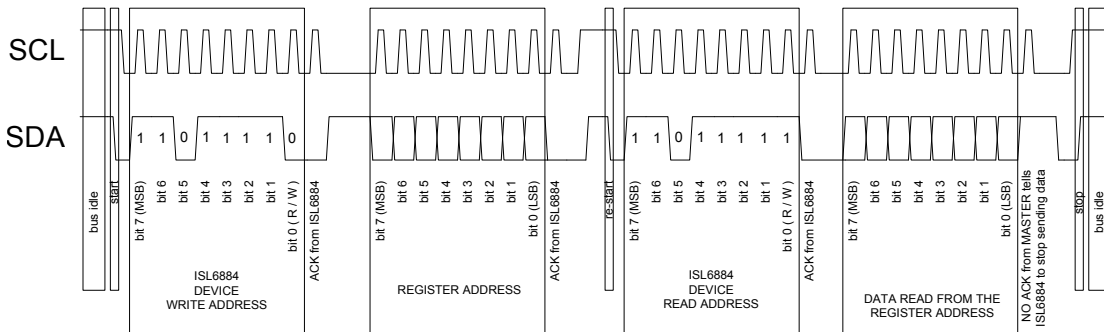 SCL
SDA
1 1 0 1 1 1 1 0
1 1 0 1 1 1 1 1
bus idle
start
bit 7 (MSB)
bit 6
bit 5
bit 4
bit 3
bit 2
bit 1
bit 0 ( R / W )
ACK from ISL6884
bit 7 (MSB)
bit 6
bit 5
bit 4
bit 3
bit 2
bit 1
bit 0 (LSB)
ACK from ISL6884
re-start
bit 7 (MSB)
bit 6
bit 5
bit 4
bit 3
bit 2
bit 1
bit 0 ( R / W )
ACK from ISL6884
bit 7 (MSB)
bit 6
bit 5
bit 4
bit 3
bit 2
bit 1
bit 0 (LSB)
NO ACK from MASTER tells
ISL6884 to stop sending data
stop
bus idle
ISL6884
DEVICE
WRITE ADDRESS
REGISTER ADDRESS
ISL6884
DEVICE
READ ADDRESS
DATA READ FROM THE
REGISTER ADDRESS